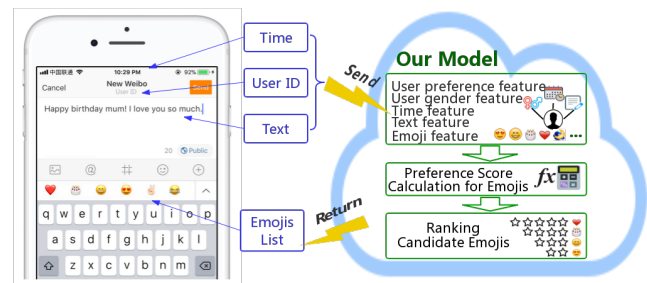 中国联通
10:29 PM
92%
Cancel
New Weibo
User ID
Send
Happy birthday mum! I love you so much.
20
Public
@
#
q w e r t y u i o p
a s d f g h j k l
z x c v b n m
Time
User ID
Text
Emojis
List
Send
Return
Our Model
User preference feature
User gender feature
Time feature
Text feature
Emoji feature
Preference Score
Calculation for Emojis
fx
Ranking
Candidate Emojis